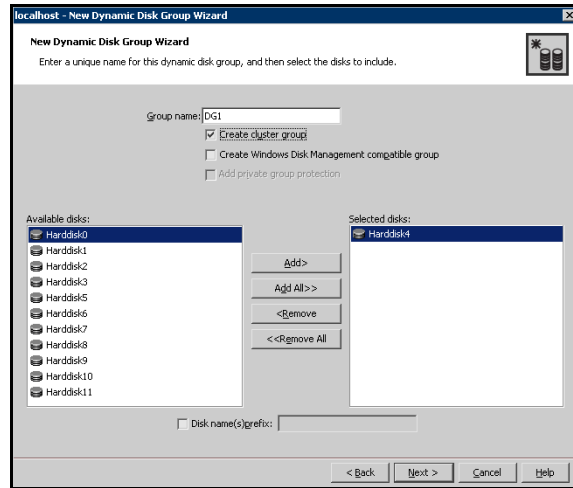 localhost - New Dynamic Disk Group Wizard
New Dynamic Disk Group Wizard
Enter a unique name for this dynamic disk group, and then select the disks to include.
Group name: DG1
Create cluster group
Create Windows Disk Management compatible group
Add private group protection
Available disks:
Selected disks:
Harddisk0
Harddisk4
Harddisk1
Harddisk2
Harddisk3
Harddisk5
Harddisk6
Harddisk7
Harddisk8
Harddisk9
Harddisk10
Harddisk11
Add>
Add All>>
<Remove
<<Remove All
Disk name(s)prefix:
< Back
Next >
Cancel
Help